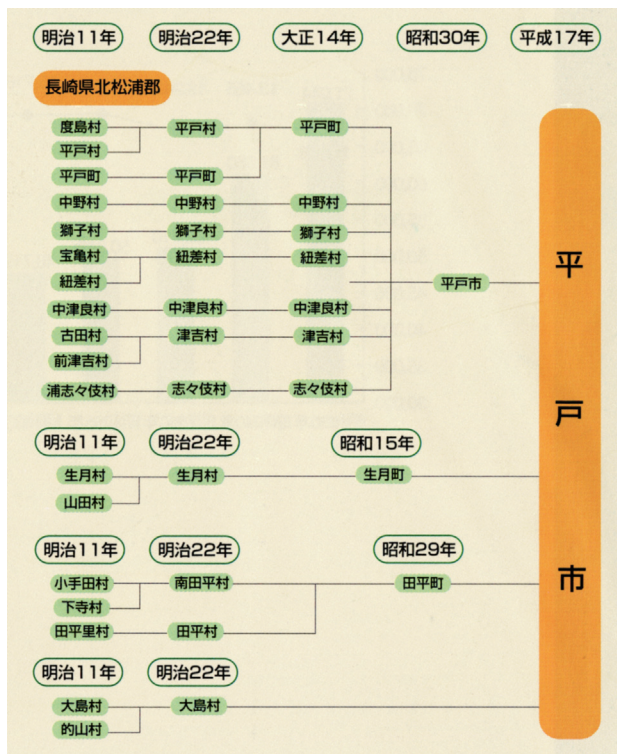 明治11年 明治22年 大正14年 昭和30年 平成17年
長崎県北松浦郡
度島村 平戸村 平戸町
平戸村
平戸町 平戸町
中野村 中野村 中野村
獅子村 獅子村 獅子村
宝亀村 紐差村 紐差村
紐差村
平戸市
中津良村 中津良村 中津良村
古田村 津吉村 津吉村
前津吉村
浦志々伎村 志々伎村 志々伎村
明治11年 明治22年 昭和15年
生月村 生月村 生月町
山田村
明治11年 明治22年 昭和29年
小手田村 南田平村 田平町
下寺村
田平里村 田平村
明治11年 明治22年
大島村 大島村
的山村
平戸市